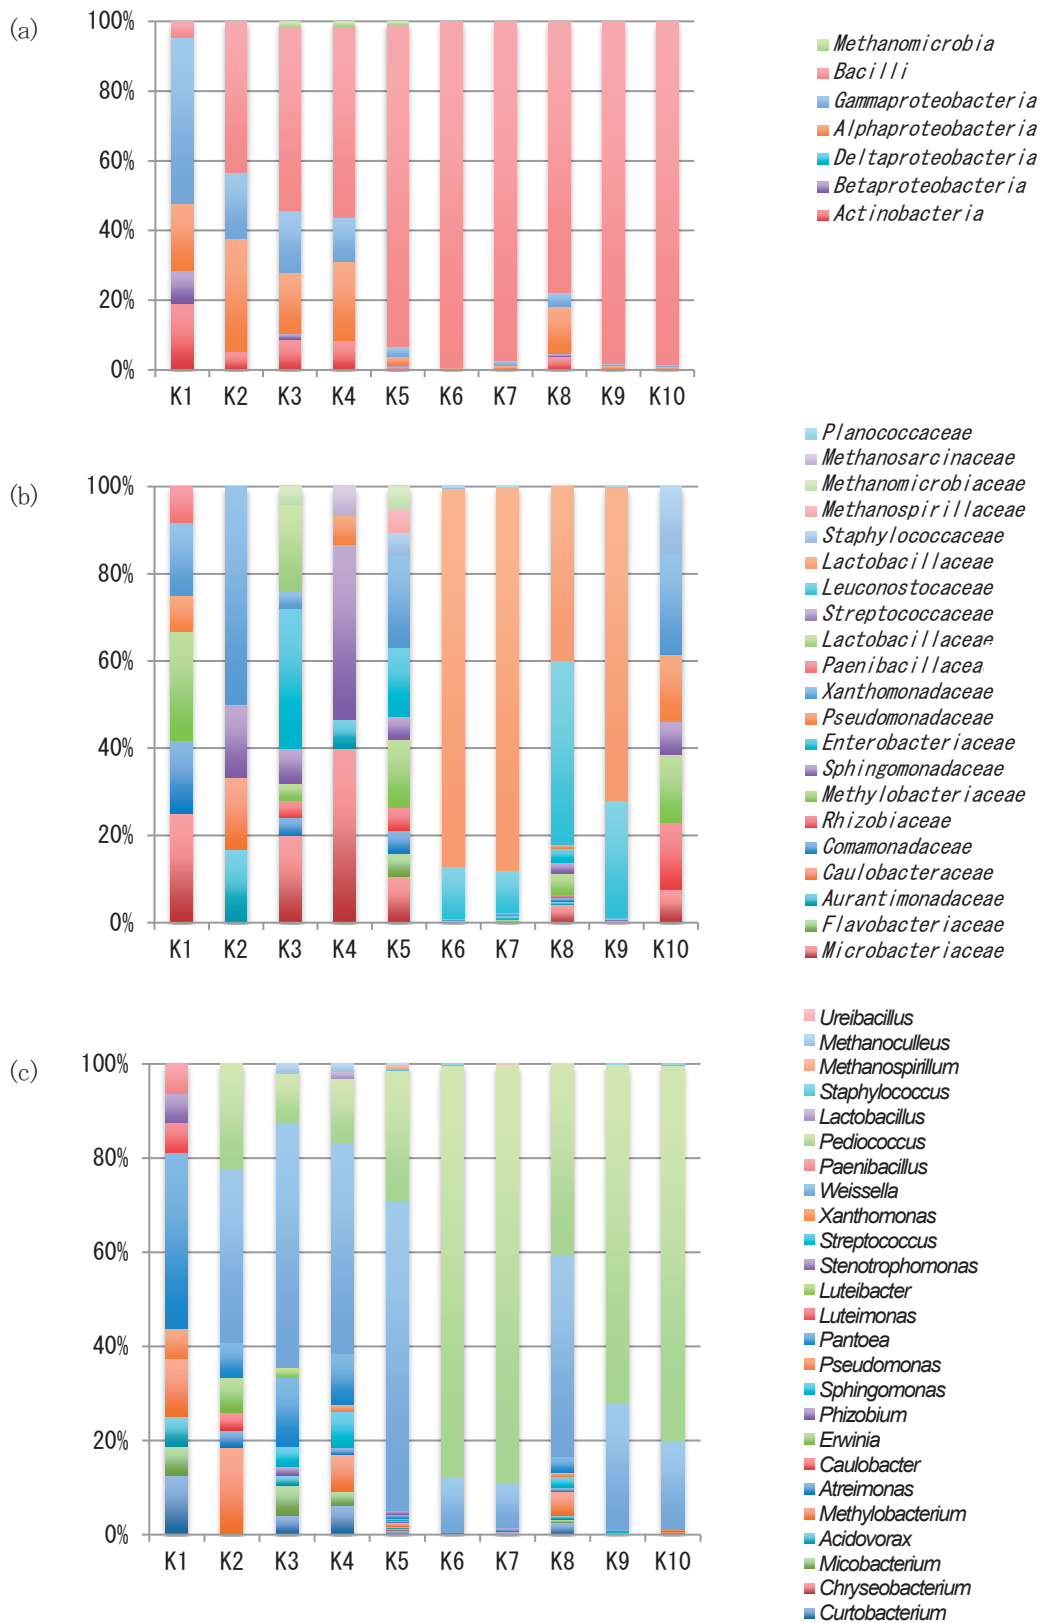 (a)
100%
80%
60%
40%
20%
0%
K1 K2 K3 K4 K5 K6 K7 K8 K9 K10
Methanomicrobia
Bacilli
Gammaproteobacteria
Alphaproteobacteria
Deltaproteobacteria
Betaproteobacteria
Actinobacteria
(b)
100%
80%
60%
40%
20%
0%
K1 K2 K3 K4 K5 K6 K7 K8 K9 K10
Planococcaceae
Methanosarcinaceae
Methanomicrobiaceae
Methanospirillaceae
Staphylococcaceae
Lactobacillaceae
Leuconostocaceae
Streptococcaceae
Lactobacillaceae
Paenibacillacea
Xanthomonadaceae
Pseudomonadaceae
Enterobacteriaceae
Sphingomonadaceae
Methylobacteriaceae
Rhizobiaceae
Comamonadaceae
Caulobacteraceae
Aurantimonadaceae
Flavobacteriaceae
Microbacteriaceae
(c)
100%
80%
60%
40%
20%
0%
K1 K2 K3 K4 K5 K6 K7 K8 K9 K10
Ureibacillus
Methanoculleus
Methanospirillum
Staphylococcus
Lactobacillus
Pediococcus
Paenibacillus
Weissella
Xanthomonas
Streptococcus
Stenotrophomonas
Luteibacter
Luteimonas
Pantoea
Pseudomonas
Sphingomonas
Phizobium
Erwinia
Caulobacter
Atreimonas
Methylobacterium
Acidovorax
Micobacterium
Chryseobacterium
Curtobacterium